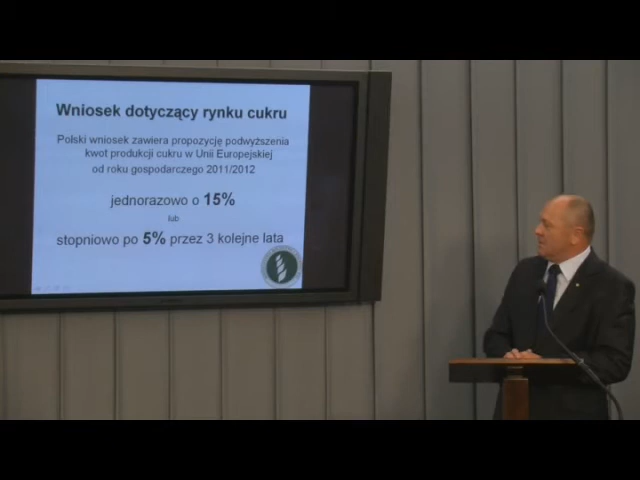 Wniosek dotyczący rynku cukru
Polski wniosek zawiera propozycję podwyższenia
kwot produkcji cukru w Unii Europejskiej
od roku gospodarczego 2011/2012
jednorazowo o 15%
lub
stopniowo po 5% przez 3 kolejne lata